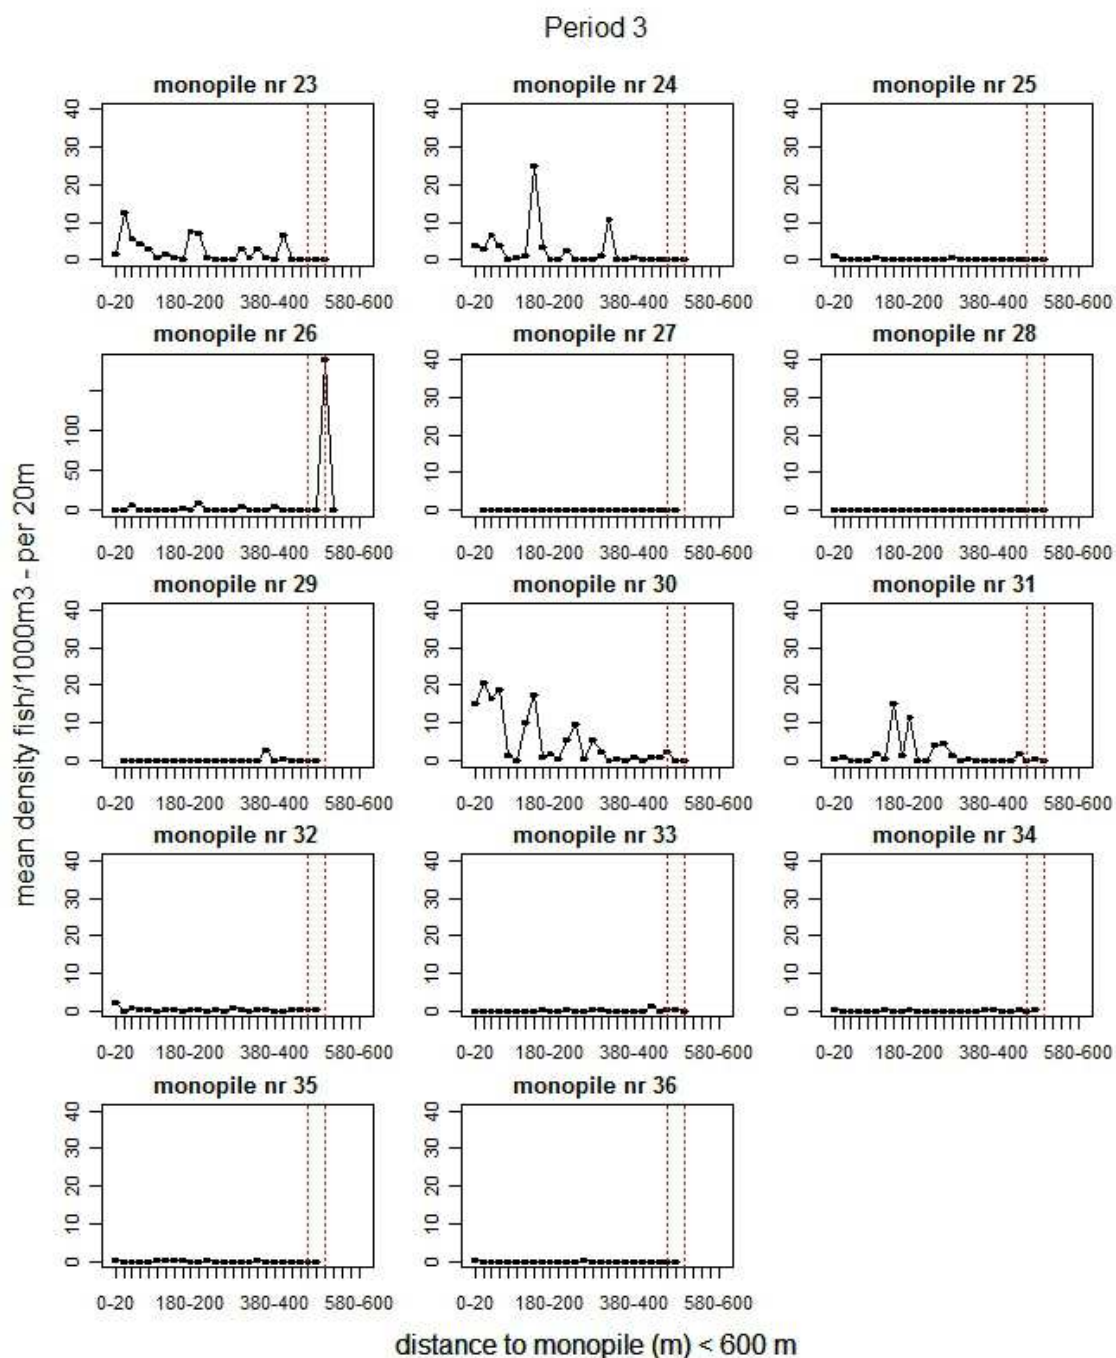 Period 3
monopile nr 23
monopile nr 24
monopile nr 25
40
30
20
10
0
0-20 180-200 380-400 580-600
40
30
20
10
0
0-20 180-200 380-400 580-600
40
30
20
10
0
0-20 180-200 380-400 580-600
monopile nr 26
monopile nr 27
monopile nr 28
100
50
0
0-20 180-200 380-400 580-600
40
30
20
10
0
0-20 180-200 380-400 580-600
40
30
20
10
0
0-20 180-200 380-400 580-600
mean density fish/1000m3 - per 20m
monopile nr 29
monopile nr 30
monopile nr 31
40
30
20
10
0
0-20 180-200 380-400 580-600
40
30
20
10
0
0-20 180-200 380-400 580-600
40
30
20
10
0
0-20 180-200 380-400 580-600
monopile nr 32
monopile nr 33
monopile nr 34
40
30
20
10
0
0-20 180-200 380-400 580-600
40
30
20
10
0
0-20 180-200 380-400 580-600
40
30
20
10
0
0-20 180-200 380-400 580-600
monopile nr 35
monopile nr 36
40
30
20
10
0
0-20 180-200 380-400 580-600
40
30
20
10
0
0-20 180-200 380-400 580-600
distance to monopile (m) < 600 m